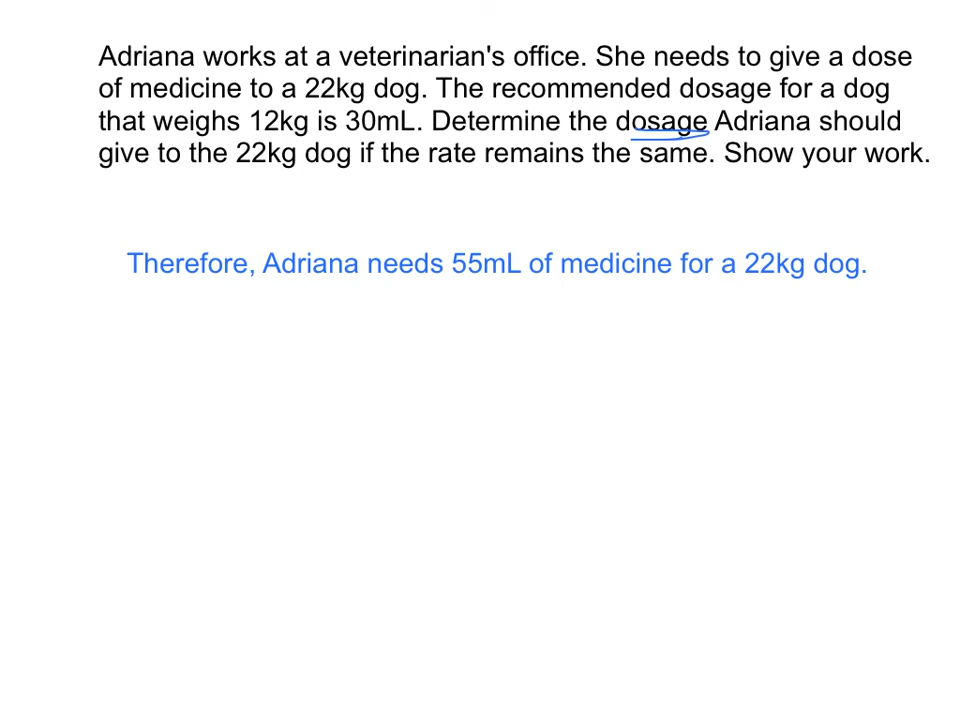 Adriana works at a veterinarian's office. She needs to give a dose
of medicine to a 22kg dog. The recommended dosage for a dog
that weighs 12kg is 30mL. Determine the dosage Adriana should
give to the 22kg dog if the rate remains the same. Show your work.
Therefore, Adriana needs 55mL of medicine for a 22kg dog.